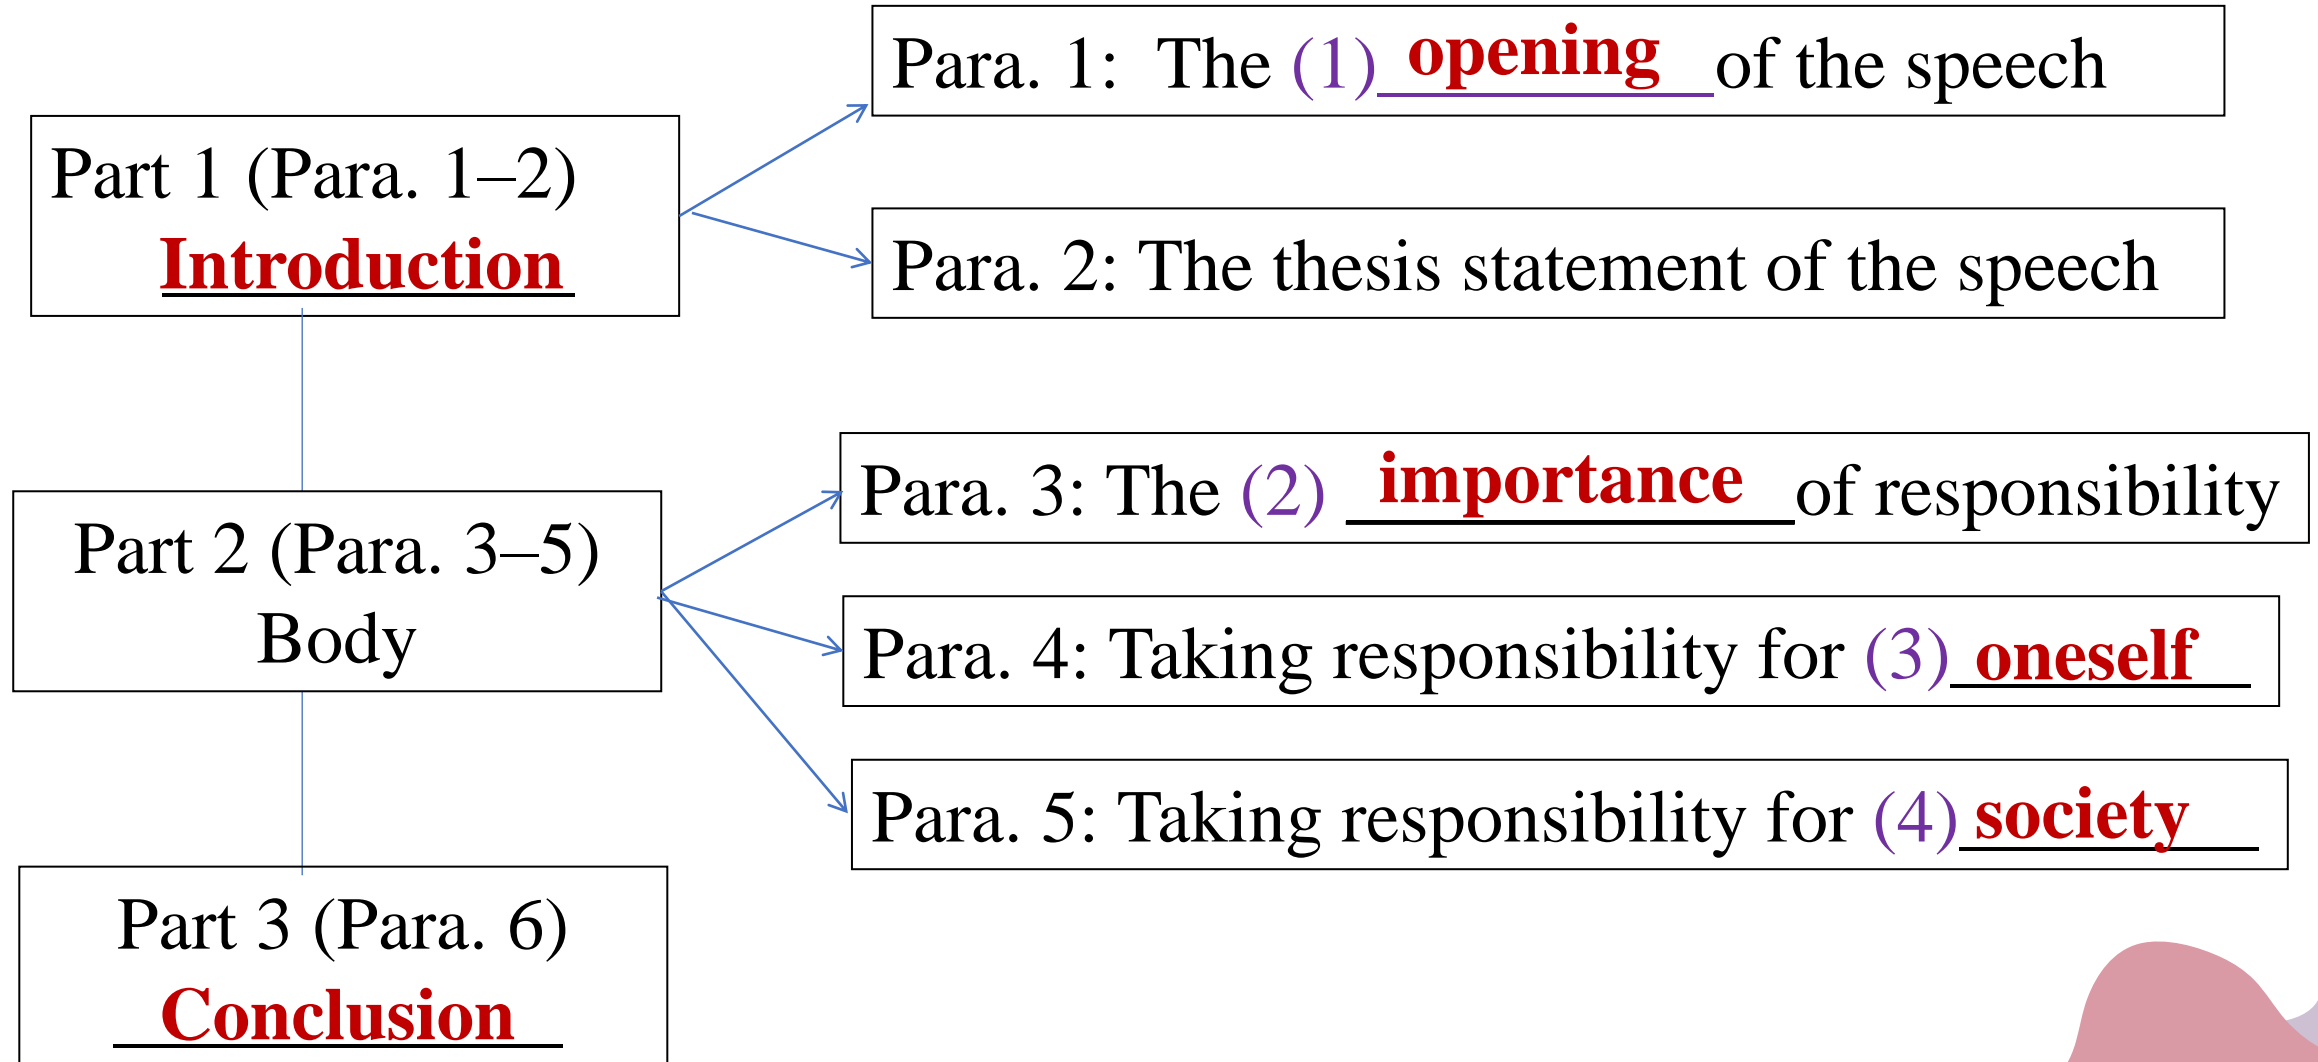 Part 1 (Para. 1–2)
Introduction
Para. 1: The (1) opening of the speech
Para. 2: The thesis statement of the speech
Part 2 (Para. 3–5)
Body
Para. 3: The (2) importance of responsibility
Para. 4: Taking responsibility for (3) oneself
Para. 5: Taking responsibility for (4) society
Part 3 (Para. 6)
Conclusion